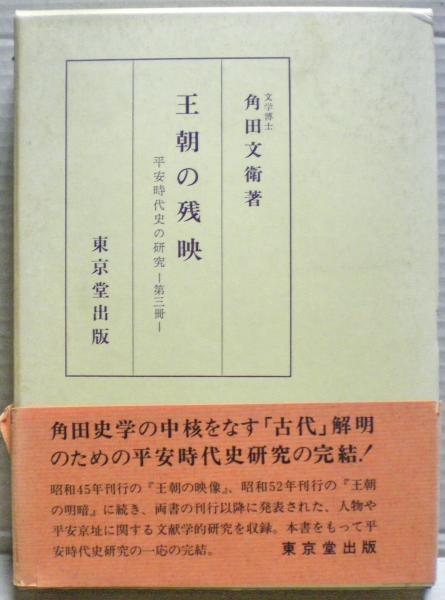 文学博士
角田文衛著
王朝の残映
平安時代史の研究―第三冊―
東京堂出版
角田史学の中核をなす「古代」解明
のための平安時代史研究の完結!
昭和45年刊行の『王朝の映像』、昭和52年刊行の『王朝
の明暗』に続き、両書の刊行以降に発表された、人物や
平安京址に関する文献学的研究を収録。本書をもって平
安時代史研究の一応の完結。
東京堂出版